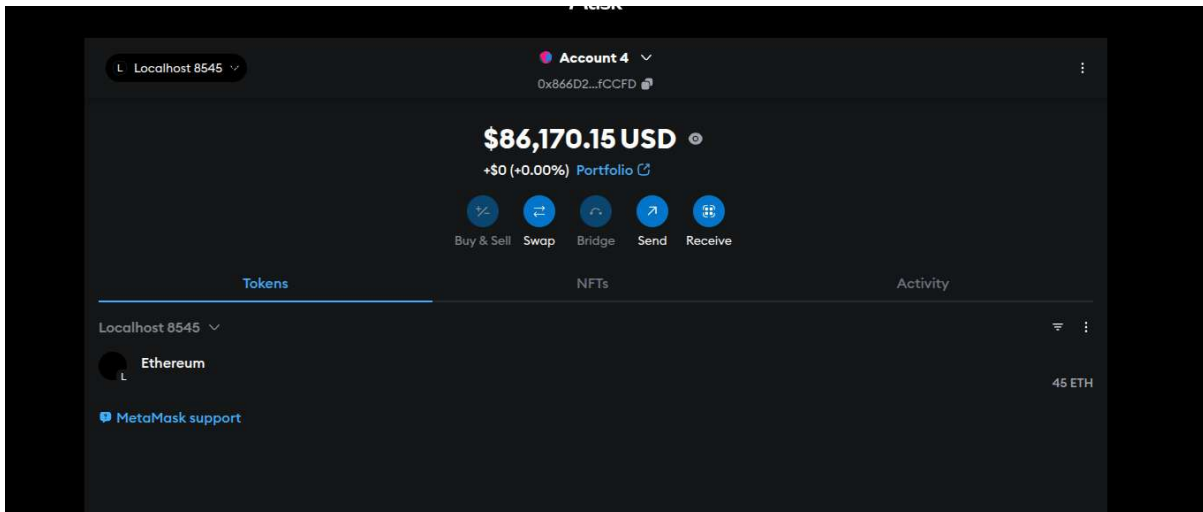 L Localhost 8545
Account 4
0x866D2...fCCFD
$86,170.15 USD
+$0 (+0.00%) Portfolio
Buy & Sell Swap Bridge Send Receive
Tokens NFTs Activity
Localhost 8545
Ethereum
L
45 ETH
MetaMask support